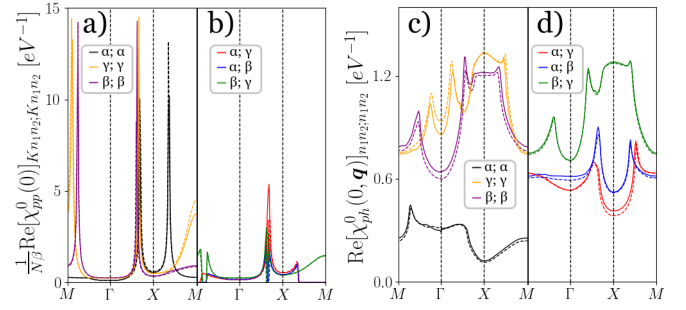 a)
b)
c)
d)
15
10
5
0
1/Nβ Re[χ⁰pp(0)]Kn₁n₂;Kn₁n₂ [eV⁻¹]
α; α
γ; γ
β; β
α; γ
α; β
β; γ
M Γ X M Γ X M
1.2
0.6
0.0
Re[χ⁰ph(0, q)]n₁n₂;n₁n₂ [eV⁻¹]
α; α
γ; γ
β; β
α; γ
α; β
β; γ
M Γ X M Γ X M